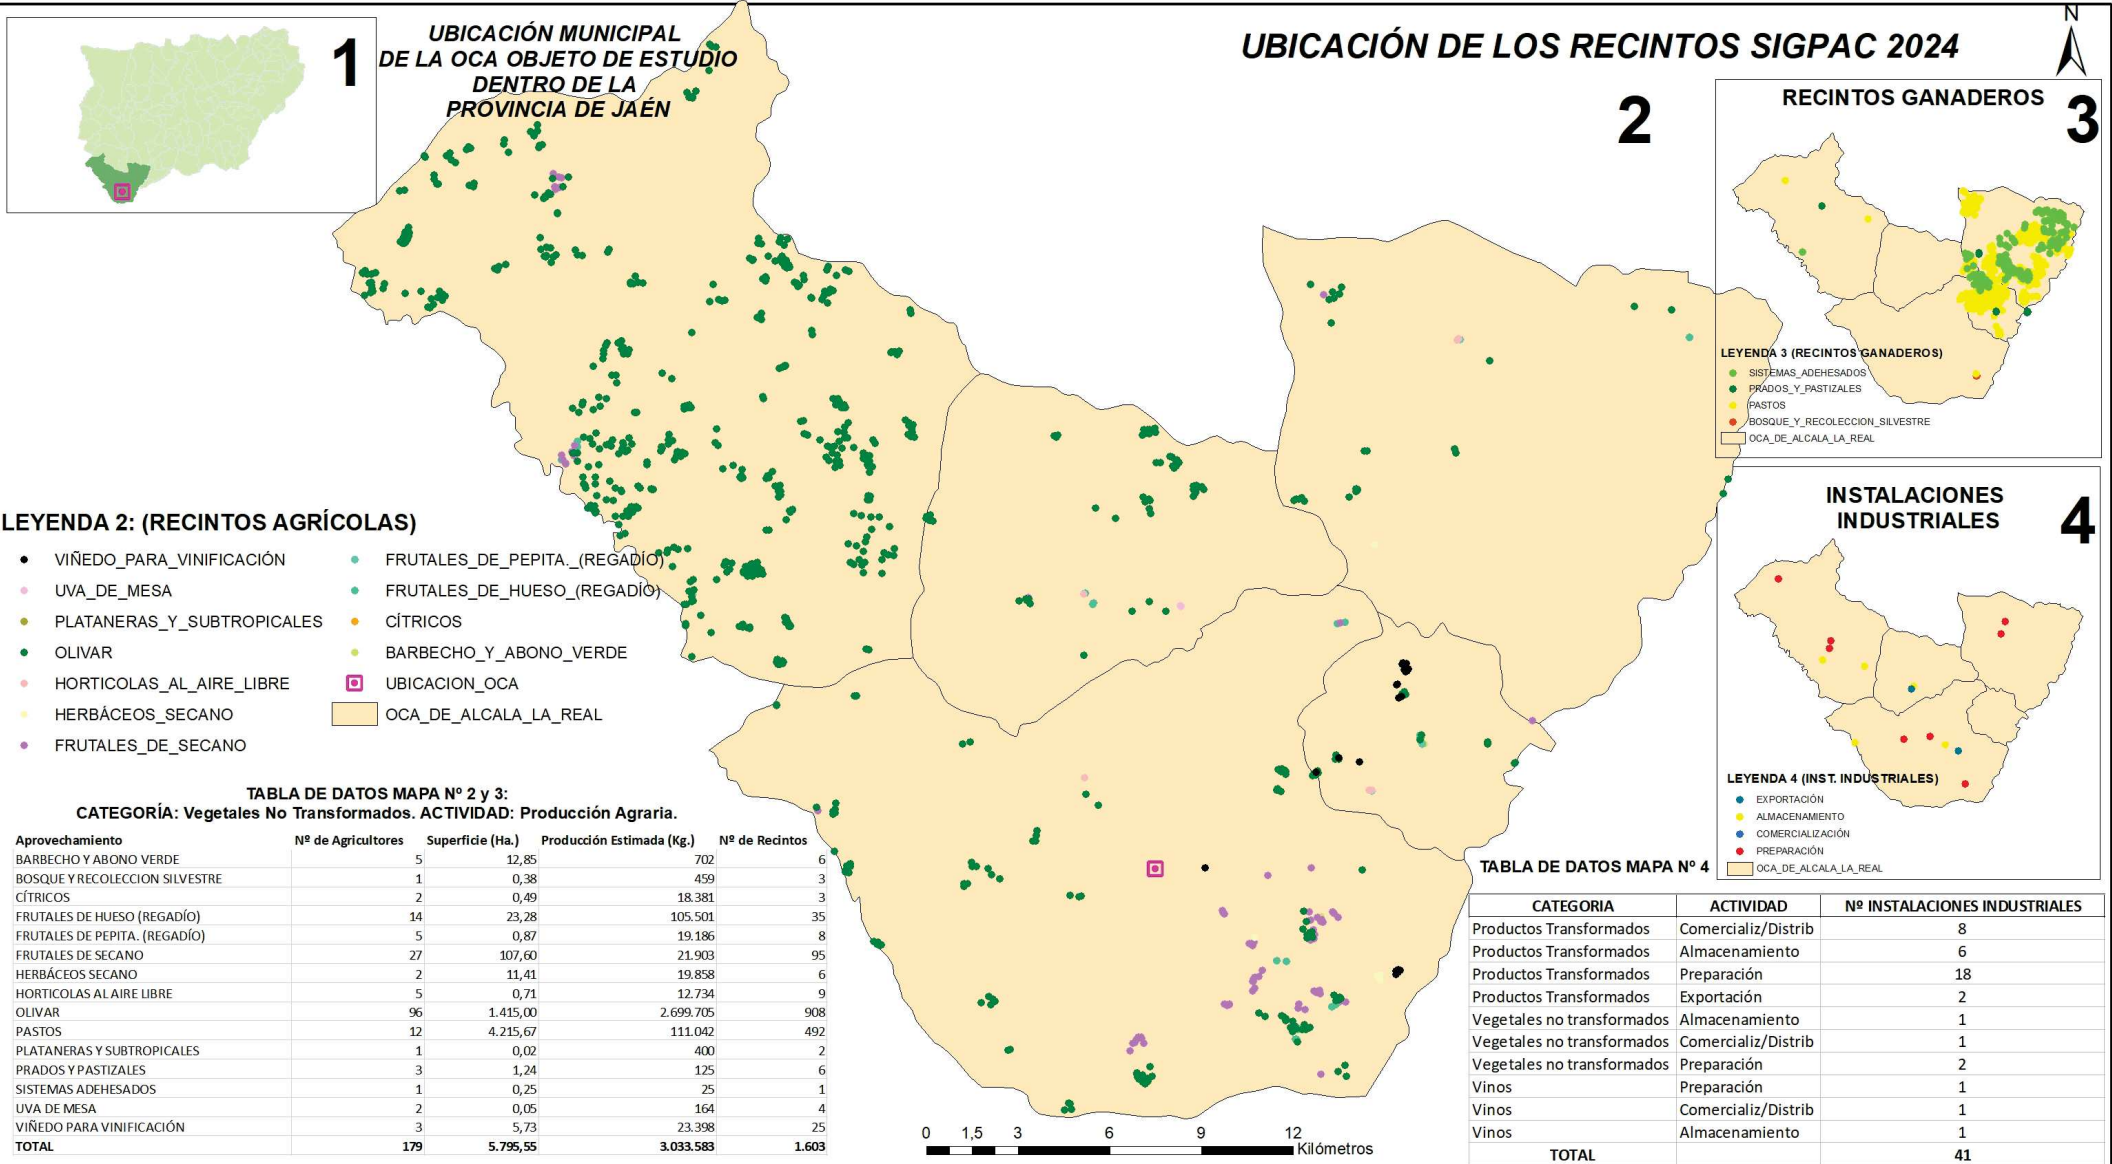 1
UBICACIÓN MUNICIPAL
DE LA OCA OBJETO DE ESTUDIO
DENTRO DE LA
PROVINCIA DE JAÉN
UBICACIÓN DE LOS RECINTOS SIGPAC 2024
N
2
RECINTOS GANADEROS
3
LEYENDA 3 (RECINTOS GANADEROS)
SISTEMAS_ADEHESADOS
PRADOS_Y_PASTIZALES
PASTOS
BOSQUE_Y_RECOLECCION_SILVESTRE
OCA_DE_ALCALA_LA_REAL
INSTALACIONES
INDUSTRIALES
4
LEYENDA 4 (INST. INDUSTRIALES)
EXPORTACIÓN
ALMACENAMIENTO
COMERCIALIZACIÓN
PREPARACIÓN
OCA_DE_ALCALA_LA_REAL
LEYENDA 2: (RECINTOS AGRÍCOLAS)
VIÑEDO_PARA_VINIFICACIÓN
UVA_DE_MESA
PLATANERAS_Y_SUBTROPICALES
OLIVAR
HORTICOLAS_AL_AIRE_LIBRE
HERBÁCEOS_SECANO
FRUTALES_DE_SECANO
FRUTALES_DE_PEPITA._(REGADÍO)
FRUTALES_DE_HUESO_(REGADÍO)
CÍTRICOS
BARBECHO_Y_ABONO_VERDE
UBICACION_OCA
OCA_DE_ALCALA_LA_REAL
TABLA DE DATOS MAPA Nº 2 y 3:
CATEGORÍA: Vegetales No Transformados. ACTIVIDAD: Producción Agraria.
Aprovechamiento Nº de Agricultores Superficie (Ha.) Producción Estimada (Kg.) Nº de Recintos
BARBECHO Y ABONO VERDE 5 12,85 702 6
BOSQUE Y RECOLECCION SILVESTRE 1 0,38 459 3
CÍTRICOS 2 0,49 18.381 3
FRUTALES DE HUESO (REGADÍO) 14 23,28 105.501 35
FRUTALES DE PEPITA. (REGADÍO) 5 0,87 19.186 8
FRUTALES DE SECANO 27 107,60 21.903 95
HERBÁCEOS SECANO 2 11,41 19.858 6
HORTICOLAS AL AIRE LIBRE 5 0,71 12.734 9
OLIVAR 96 1.415,00 2.699.705 908
PASTOS 12 4.215,67 111.042 492
PLATANERAS Y SUBTROPICALES 1 0,02 400 2
PRADOS Y PASTIZALES 3 1,24 125 6
SISTEMAS ADEHESADOS 1 0,25 25 1
UVA DE MESA 2 0,05 164 4
VIÑEDO PARA VINIFICACIÓN 3 5,73 23.398 25
TOTAL 179 5.795,55 3.033.583 1.603
0 1,5 3 6 9 12
Kilómetros
TABLA DE DATOS MAPA Nº 4
CATEGORIA ACTIVIDAD Nº INSTALACIONES INDUSTRIALES
Productos Transformados Comercializ/Distrib 8
Productos Transformados Almacenamiento 6
Productos Transformados Preparación 18
Productos Transformados Exportación 2
Vegetales no transformados Almacenamiento 1
Vegetales no transformados Comercializ/Distrib 1
Vegetales no transformados Preparación 2
Vinos Preparación 1
Vinos Comercializ/Distrib 1
Vinos Almacenamiento 1
TOTAL 41